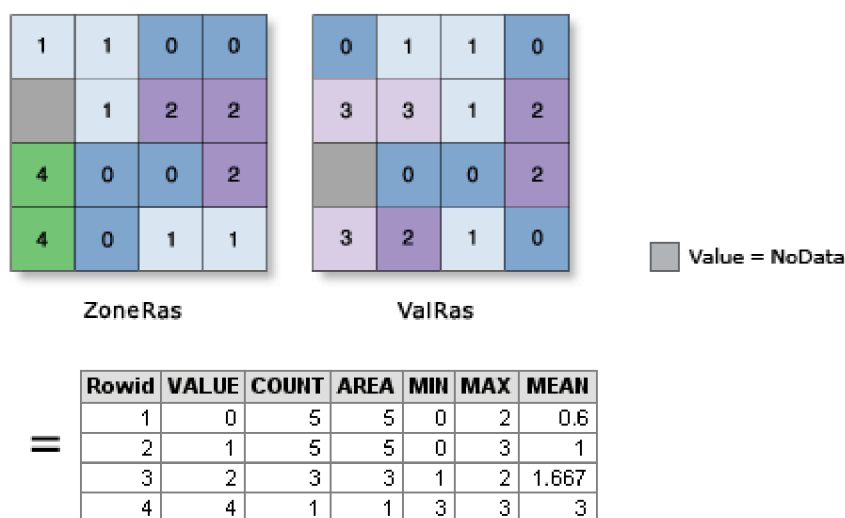 1 1 0 0 0 1 1 0
1 2 2 3 3 1 2
4 0 0 2 0 0 2
4 0 1 1 3 2 1 0
Value = NoData
ZoneRas ValRas
Rowid VALUE COUNT AREA MIN MAX MEAN
1 0 5 5 0 2 0.6
= 2 1 5 5 0 3 1
3 2 3 3 1 2 1.667
4 4 1 1 3 3 3